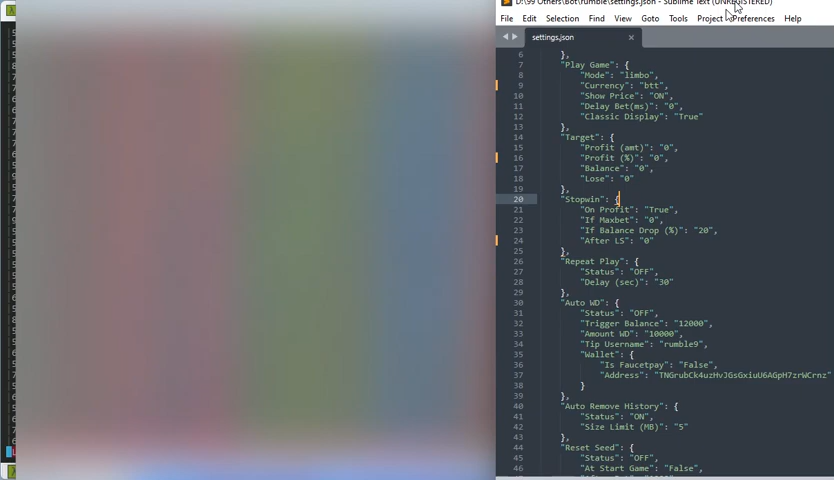 D:\99 Others\Bot\rumble\settings.json - Sublime Text (UNREGISTERED)
File Edit Selection Find View Goto Tools Project Preferences Help
settings.json
6 },
7 "Play Game": {
8 "Mode": "limbo",
9 "Currency": "btt",
10 "Show Price": "ON",
11 "Delay Bet(ms)": "0",
12 "Classic Display": "True"
13 },
14 "Target": {
15 "Profit (amt)": "0",
16 "Profit (%)": "0",
17 "Balance": "0",
18 "Lose": "0"
19 },
20 "Stopwin": {
21 "On Profit": "True",
22 "If Maxbet": "0",
23 "If Balance Drop (%)": "20",
24 "After LS": "0"
25 },
26 "Repeat Play": {
27 "Status": "OFF",
28 "Delay (sec)": "30"
29 },
30 "Auto WD": {
31 "Status": "OFF",
32 "Trigger Balance": "12000",
33 "Amount WD": "10000",
34 "Tip Username": "rumble9",
35 "Wallet": {
36 "Is Faucetpay": "False",
37 "Address": "TNGrubCk4uzHvJGsGxiuU6AGpH7zrWCrnz"
38 }
39 },
40 "Auto Remove History": {
41 "Status": "ON",
42 "Size Limit (MB)": "5"
43 },
44 "Reset Seed": {
45 "Status": "OFF",
46 "At Start Game": "False",